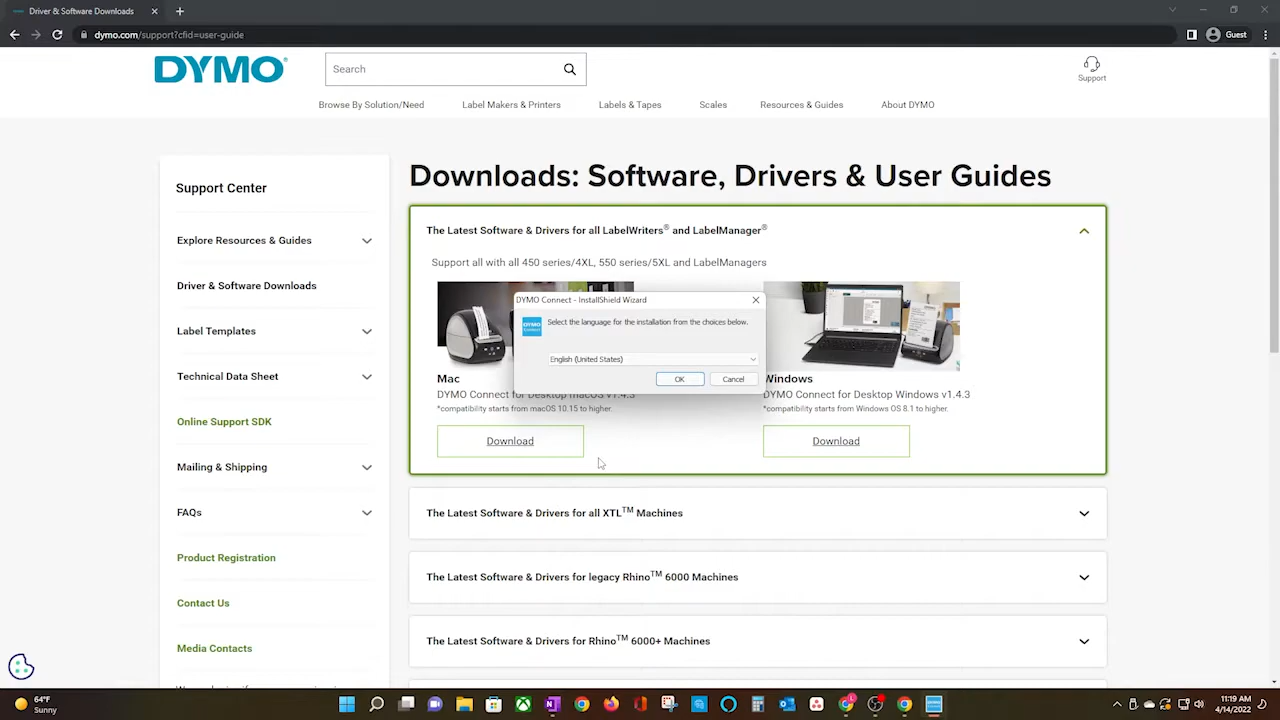 Driver & Software Downloads
dymo.com/support?cfid=user-guide
Guest
DYMO®
Search
Support
Browse By Solution/Need
Label Makers & Printers
Labels & Tapes
Scales
Resources & Guides
About DYMO
Support Center
Explore Resources & Guides
Driver & Software Downloads
Label Templates
Technical Data Sheet
Online Support SDK
Mailing & Shipping
FAQs
Product Registration
Contact Us
Media Contacts
Downloads: Software, Drivers & User Guides
The Latest Software & Drivers for all LabelWriters® and LabelManager®
Support all with all 450 series/4XL, 550 series/5XL and LabelManagers
DYMO Connect - InstallShield Wizard
Select the language for the installation from the choices below.
English (United States)
OK
Cancel
Mac
DYMO Connect for Desktop macOS v1.4.3
*compatibility starts from macOS 10.15 to higher.
Download
Windows
DYMO Connect for Desktop Windows v1.4.3
*compatibility starts from Windows OS 8.1 to higher.
Download
The Latest Software & Drivers for all XTL™ Machines
The Latest Software & Drivers for legacy Rhino™ 6000 Machines
The Latest Software & Drivers for Rhino™ 6000+ Machines
64°F
Sunny
11:19 AM
4/14/2022